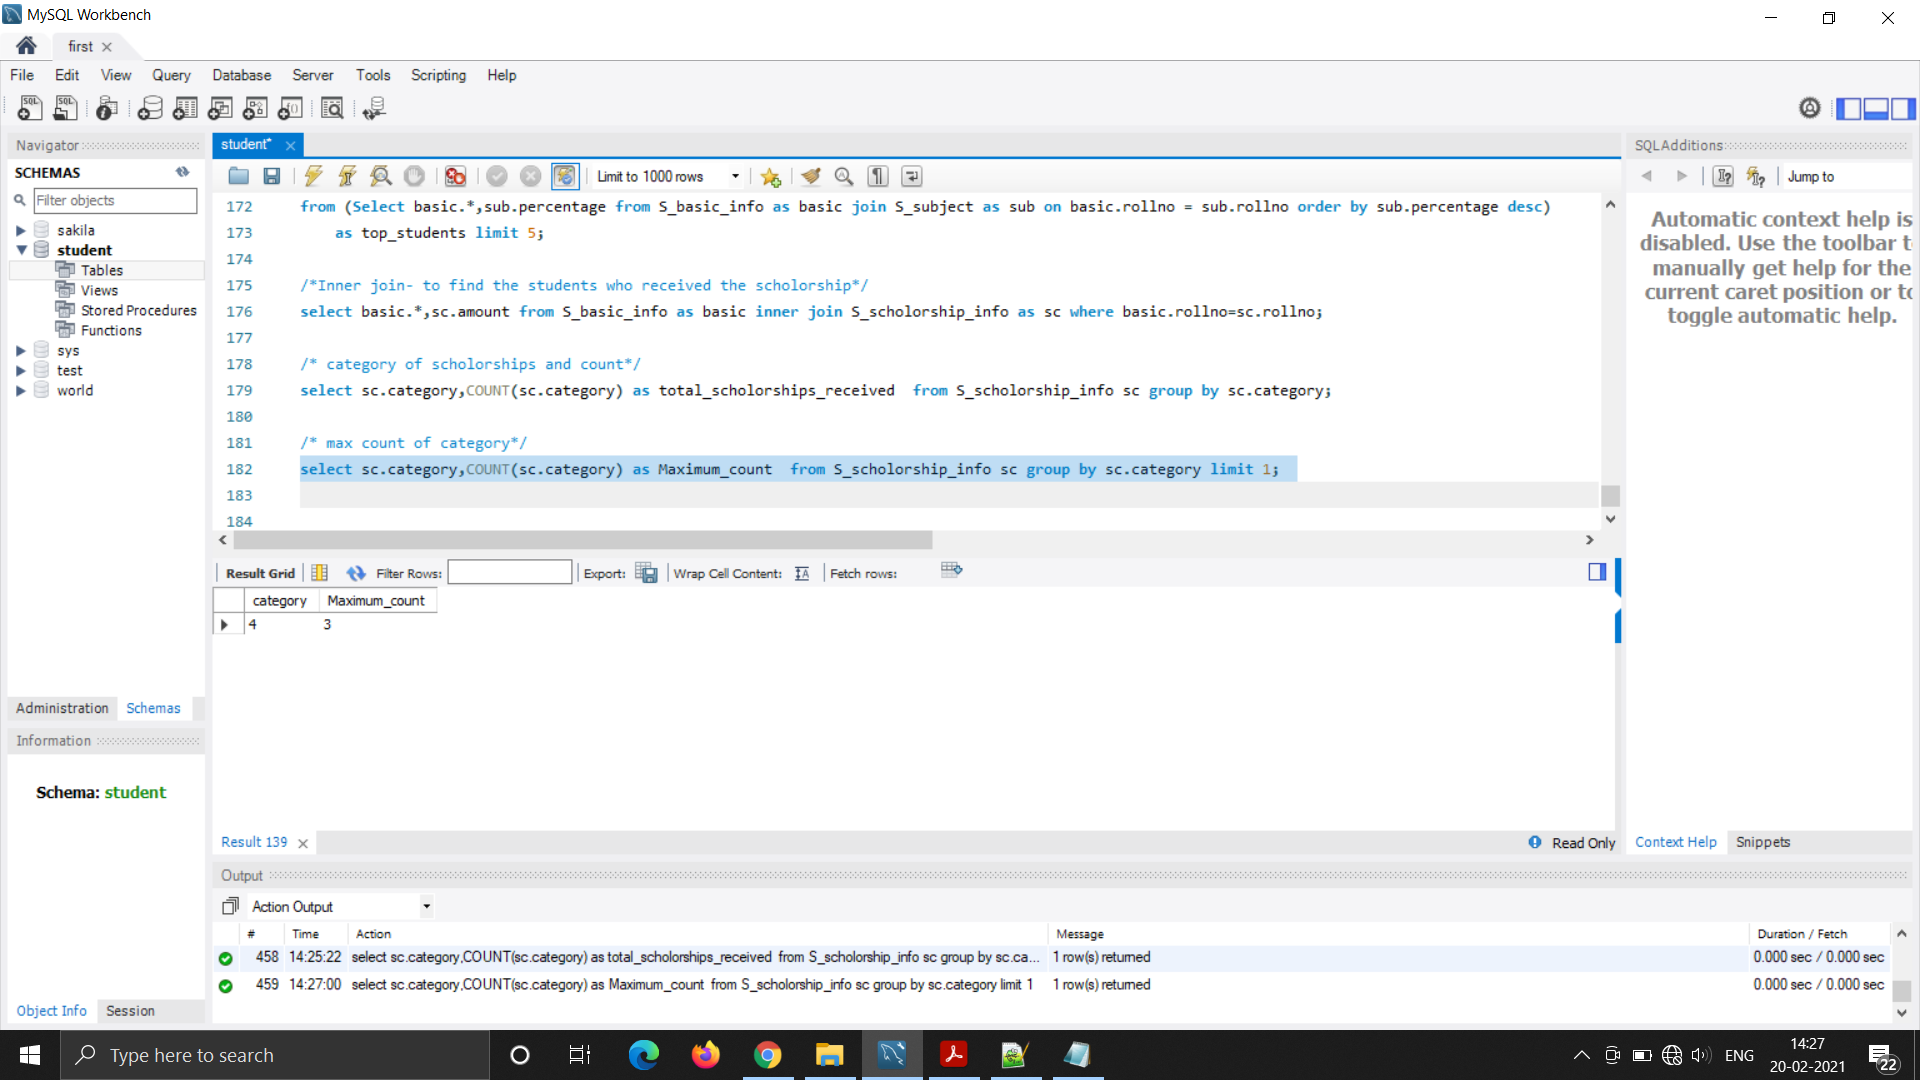 MySQL Workbench
first
File Edit View Query Database Server Tools Scripting Help
Navigator
SCHEMAS
Filter objects
sakila
student
Tables
Views
Stored Procedures
Functions
sys
test
world
Administration Schemas
Information
Schema: student
Object Info Session
student*
Limit to 1000 rows
172 from (Select basic.*,sub.percentage from S_basic_info as basic join S_subject as sub on basic.rollno = sub.rollno order by sub.percentage desc)
173 as top_students limit 5;
174
175 /*Inner join- to find the students who received the scholorship*/
176 select basic.*,sc.amount from S_basic_info as basic inner join S_scholorship_info as sc where basic.rollno=sc.rollno;
177
178 /* category of scholorships and count*/
179 select sc.category,COUNT(sc.category) as total_scholorships_received from S_scholorship_info sc group by sc.category;
180
181 /* max count of category*/
182 select sc.category,COUNT(sc.category) as Maximum_count from S_scholorship_info sc group by sc.category limit 1;
183
184
Result Grid Filter Rows: Export: Wrap Cell Content: Fetch rows:
category Maximum_count
4 3
Result 139
Read Only
SQLAdditions
Jump to
Automatic context help is
disabled. Use the toolbar t
manually get help for the
current caret position or to
toggle automatic help.
Context Help Snippets
Output
Action Output
# Time Action Message Duration / Fetch
458 14:25:22 select sc.category,COUNT(sc.category) as total_scholorships_received from S_scholorship_info sc group by sc.ca... 1 row(s) returned 0.000 sec / 0.000 sec
459 14:27:00 select sc.category,COUNT(sc.category) as Maximum_count from S_scholorship_info sc group by sc.category limit 1 1 row(s) returned 0.000 sec / 0.000 sec
Type here to search
ENG
14:27
20-02-2021
22